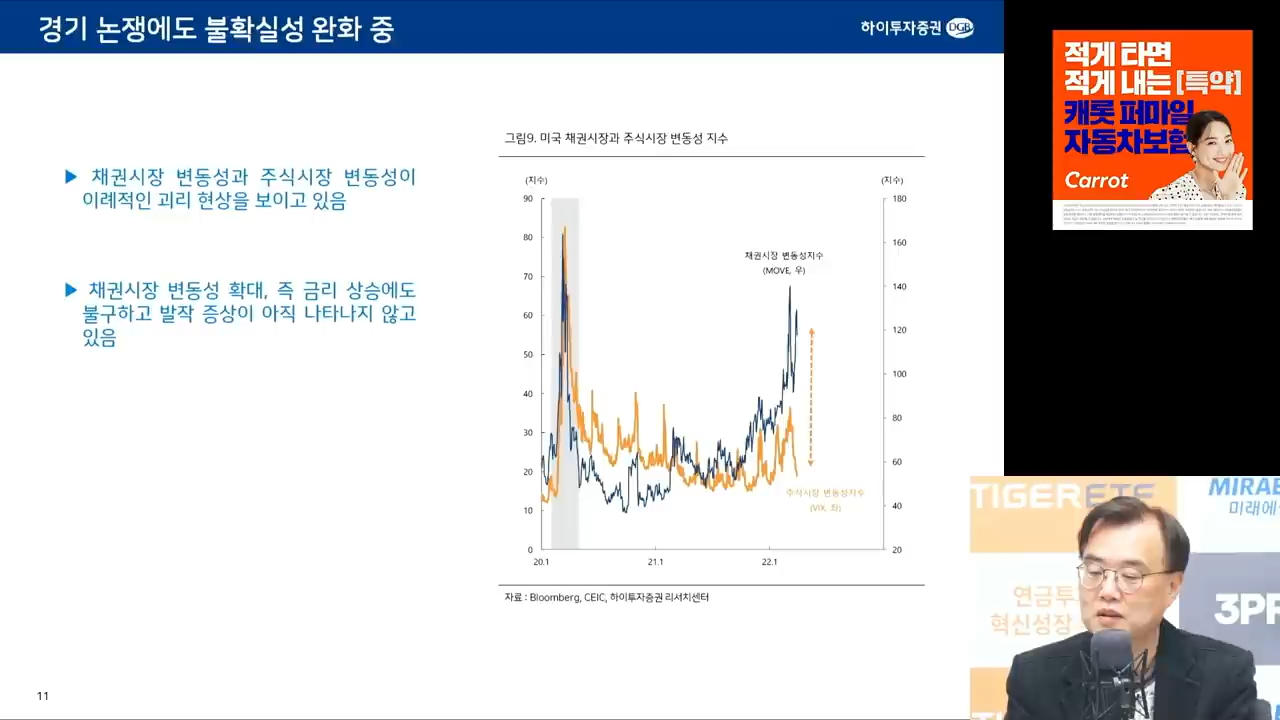 경기 논쟁에도 불확실성 완화 중
하이투자증권 DGB
▶ 채권시장 변동성과 주식시장 변동성이
이례적인 괴리 현상을 보이고 있음
▶ 채권시장 변동성 확대, 즉 금리 상승에도
불구하고 발작 증상이 아직 나타나지 않고
있음
그림9. 미국 채권시장과 주식시장 변동성 지수
(지수)
(지수)
90
80
70
60
50
40
30
20
10
0
180
160
140
120
100
80
60
40
20
채권시장 변동성지수
(MOVE, 우)
주식시장 변동성지수
(VIX, 좌)
20.1
21.1
22.1
자료 : Bloomberg, CEIC, 하이투자증권 리서치센터
11
적게 타면
적게 내는 [특약]
캐롯 퍼마일
자동차보험
Carrot
TIGER ETF
미래에
연금투
혁신성장
3PR